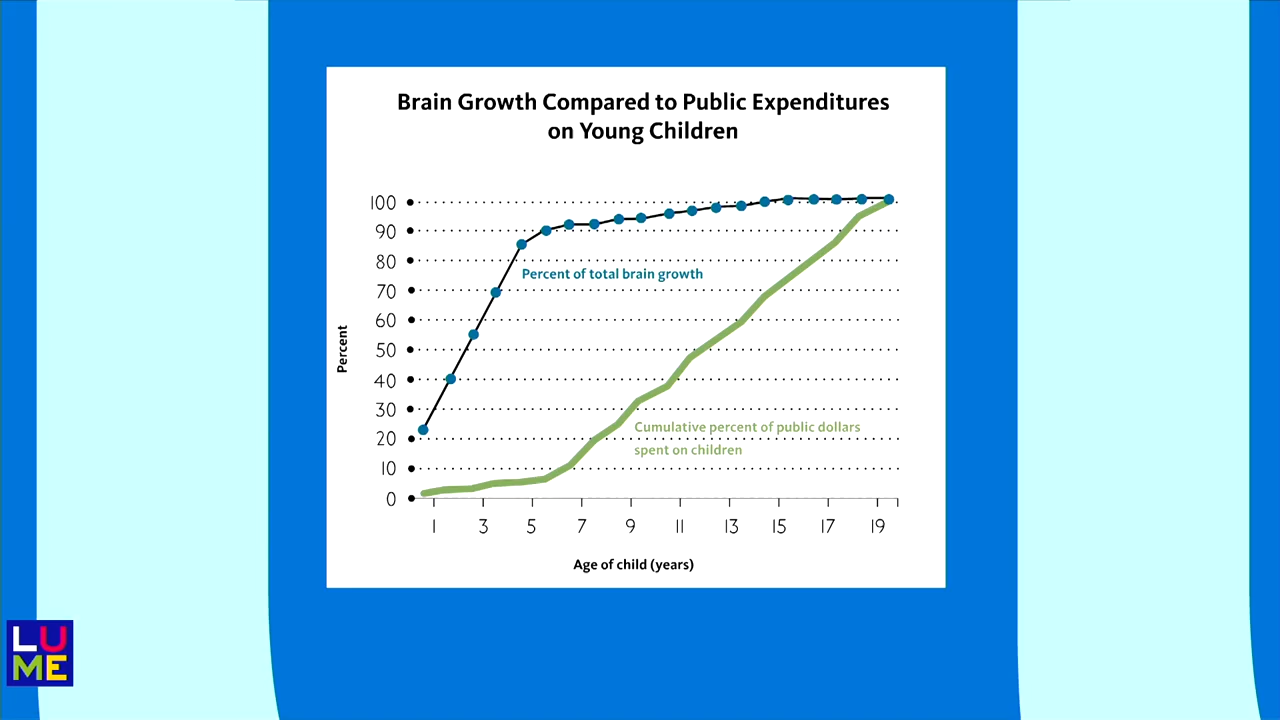 Brain Growth Compared to Public Expenditures
on Young Children
100
90
80
70
60
50
40
30
20
10
0
Percent
Percent of total brain growth
Cumulative percent of public dollars
spent on children
1 3 5 7 9 11 13 15 17 19
Age of child (years)
LU
ME